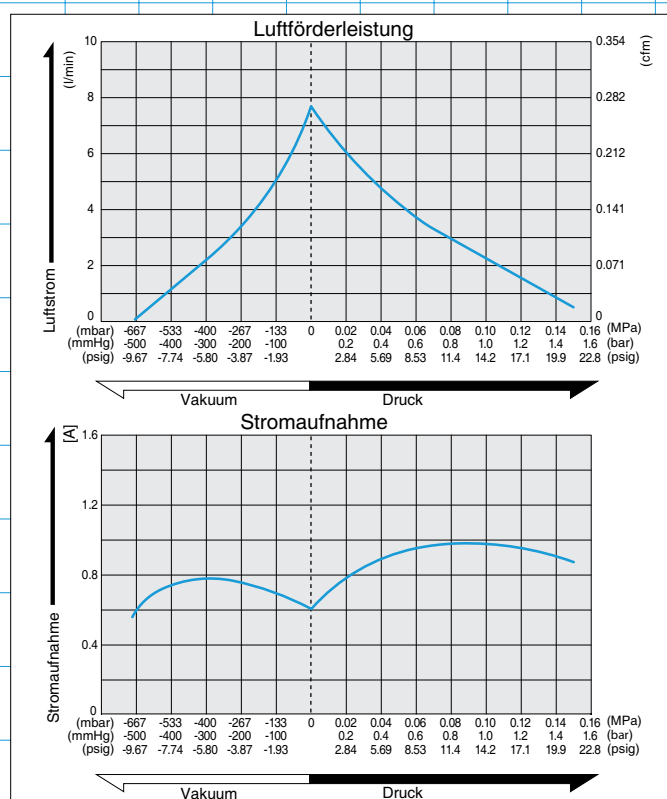 Luftförderleistung
Luftstrom
(l/min)
10
8
6
4
2
0
0.354
0.282
0.212
0.141
0.071
0
(cfm)
(mbar) -667 -533 -400 -267 -133 0 0.02 0.04 0.06 0.08 0.10 0.12 0.14 0.16 (MPa)
(mmHg) -500 -400 -300 -200 -100 0.2 0.4 0.6 0.8 1.0 1.2 1.4 1.6 (bar)
(psig) -9.67 -7.74 -5.80 -3.87 -1.93 2.84 5.69 8.53 11.4 14.2 17.1 19.9 22.8 (psig)
Vakuum Druck
Stromaufnahme
Stromaufnahme
[A]
1.6
1.2
0.8
0.4
0
(mbar) -667 -533 -400 -267 -133 0 0.02 0.04 0.06 0.08 0.10 0.12 0.14 0.16 (MPa)
(mmHg) -500 -400 -300 -200 -100 0.2 0.4 0.6 0.8 1.0 1.2 1.4 1.6 (bar)
(psig) -9.67 -7.74 -5.80 -3.87 -1.93 2.84 5.69 8.53 11.4 14.2 17.1 19.9 22.8 (psig)
Vakuum Druck